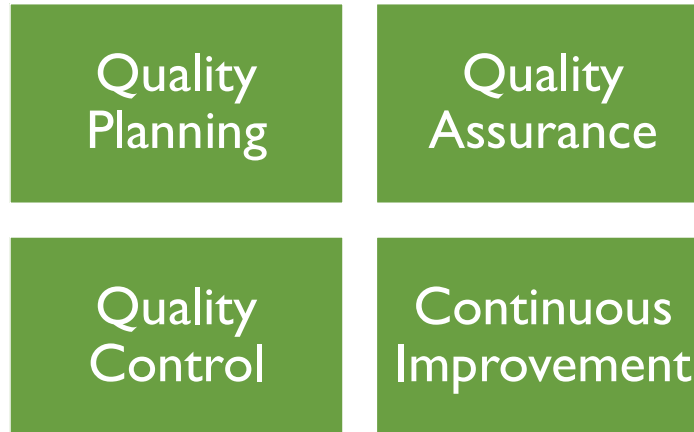 Quality
Planning
Quality
Assurance
Quality
Control
Continuous
Improvement